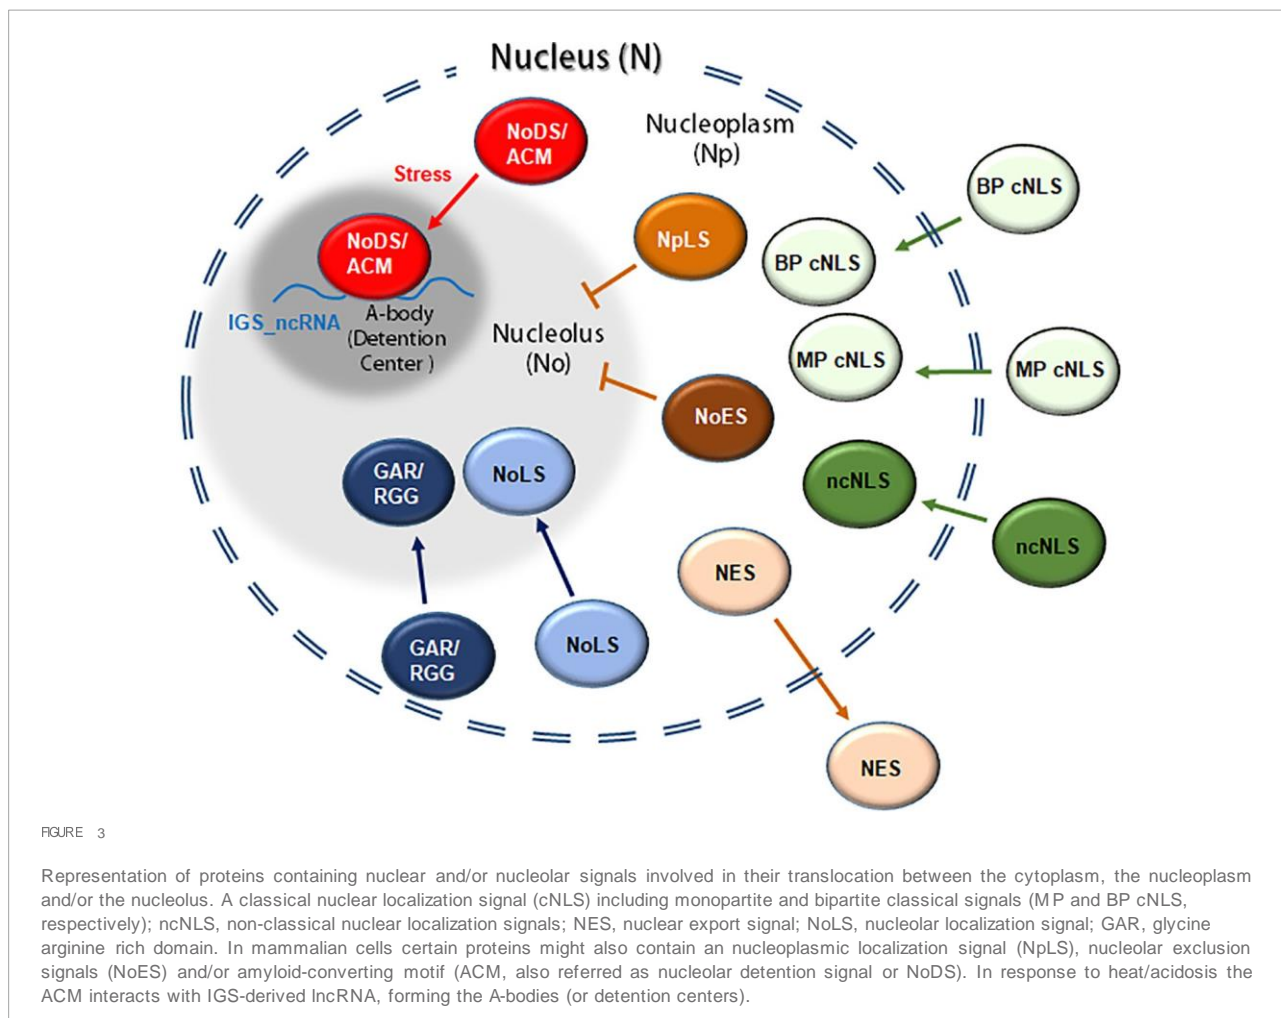 Nucleus (N)
NoDS/
ACM
Nucleoplasm
(Np)
Stress
BP cNLS
NpLS
BP cNLS
NoDS/
ACM
IGS_ncRNA
A-body
(Detention
Center )
Nucleolus
(No)
MP cNLS
MP cNLS
NoES
GAR/
RGG
NoLS
ncNLS
ncNLS
NES
GAR/
RGG
NoLS
NES
FIGURE 3
Representation of proteins containing nuclear and/or nucleolar signals involved in their translocation between the cytoplasm, the nucleoplasm
and/or the nucleolus. A classical nuclear localization signal (cNLS) including monopartite and bipartite classical signals (MP and BP cNLS,
respectively); ncNLS, non-classical nuclear localization signals; NES, nuclear export signal; NoLS, nucleolar localization signal; GAR, glycine
arginine rich domain. In mammalian cells certain proteins might also contain an nucleoplasmic localization signal (NpLS), nucleolar exclusion
signals (NoES) and/or amyloid-converting motif (ACM, also referred as nucleolar detention signal or NoDS). In response to heat/acidosis the
ACM interacts with IGS-derived lncRNA, forming the A-bodies (or detention centers).